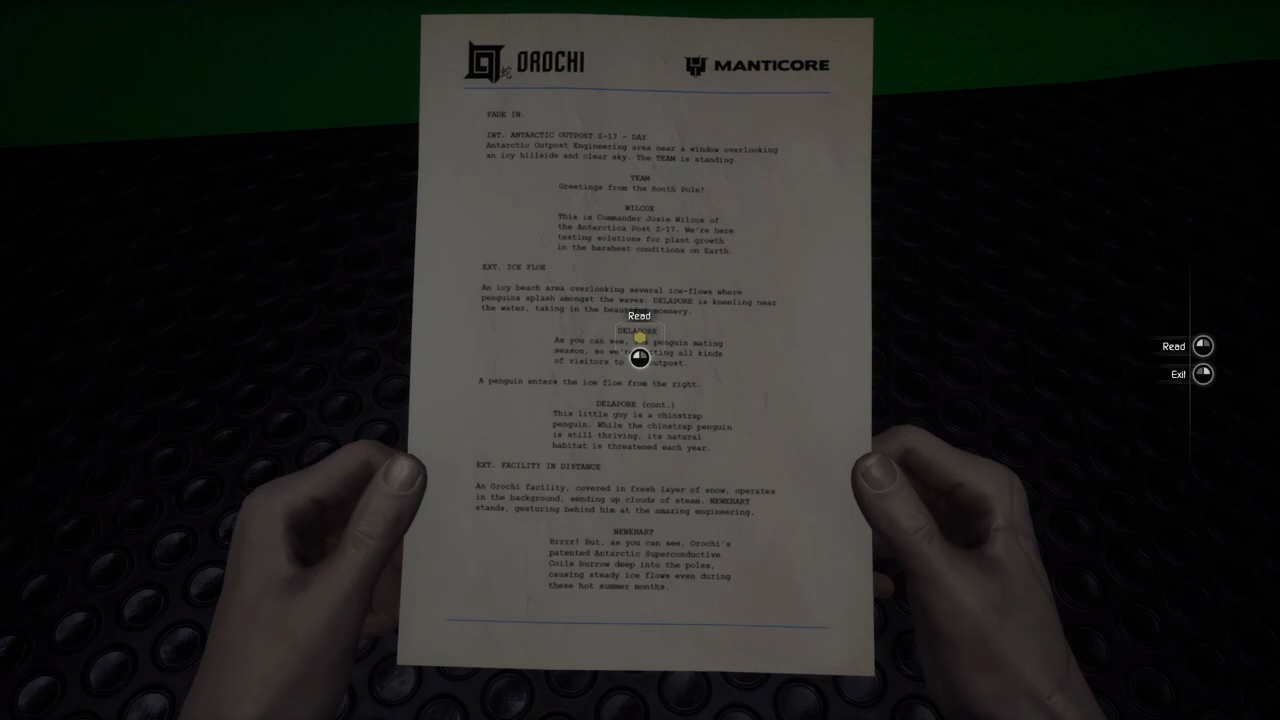 OROCHI
MANTICORE
FADE IN.
INT. ANTARCTIC OUTPOST Z-17 - DAY
Antarctic Outpost Engineering area near a window overlooking
an icy hillside and clear sky. The TEAM is standing.
TEAM
Greetings from the South Pole!
WILCOX
This is Commander Josie Wilcox of
the Antarctica Post Z-17. We're here
testing solutions for plant growth
in the harshest conditions on Earth.
EXT. ICE FLOE
An icy beach area overlooking several ice-flows where
penguins splash amongst the waves. DELAPORE is kneeling near
the water, taking in the beautiful scenery.
Read
DELAPORE
As you can see, penguin mating
season, so we're all kinds
of visitors to outpost.
A penguin enters the ice floe from the right.
DELAPORE (cont.)
This little guy is a chinstrap
penguin. While the chinstrap penguin
is still thriving, its natural
habitat is threatened each year.
EXT. FACILITY IN DISTANCE
An Orochi facility, covered in fresh layer of snow, operates
in the background, sending up clouds of steam. NEWEHART
stands, gesturing behind him at the amazing engineering.
NEWEHART
Brrrr! But, as you can see, Orochi's
patented Antarctic Superconductive
Coils burrow deep into the poles,
causing steady ice flows even during
these hot summer months.
Read
Exit